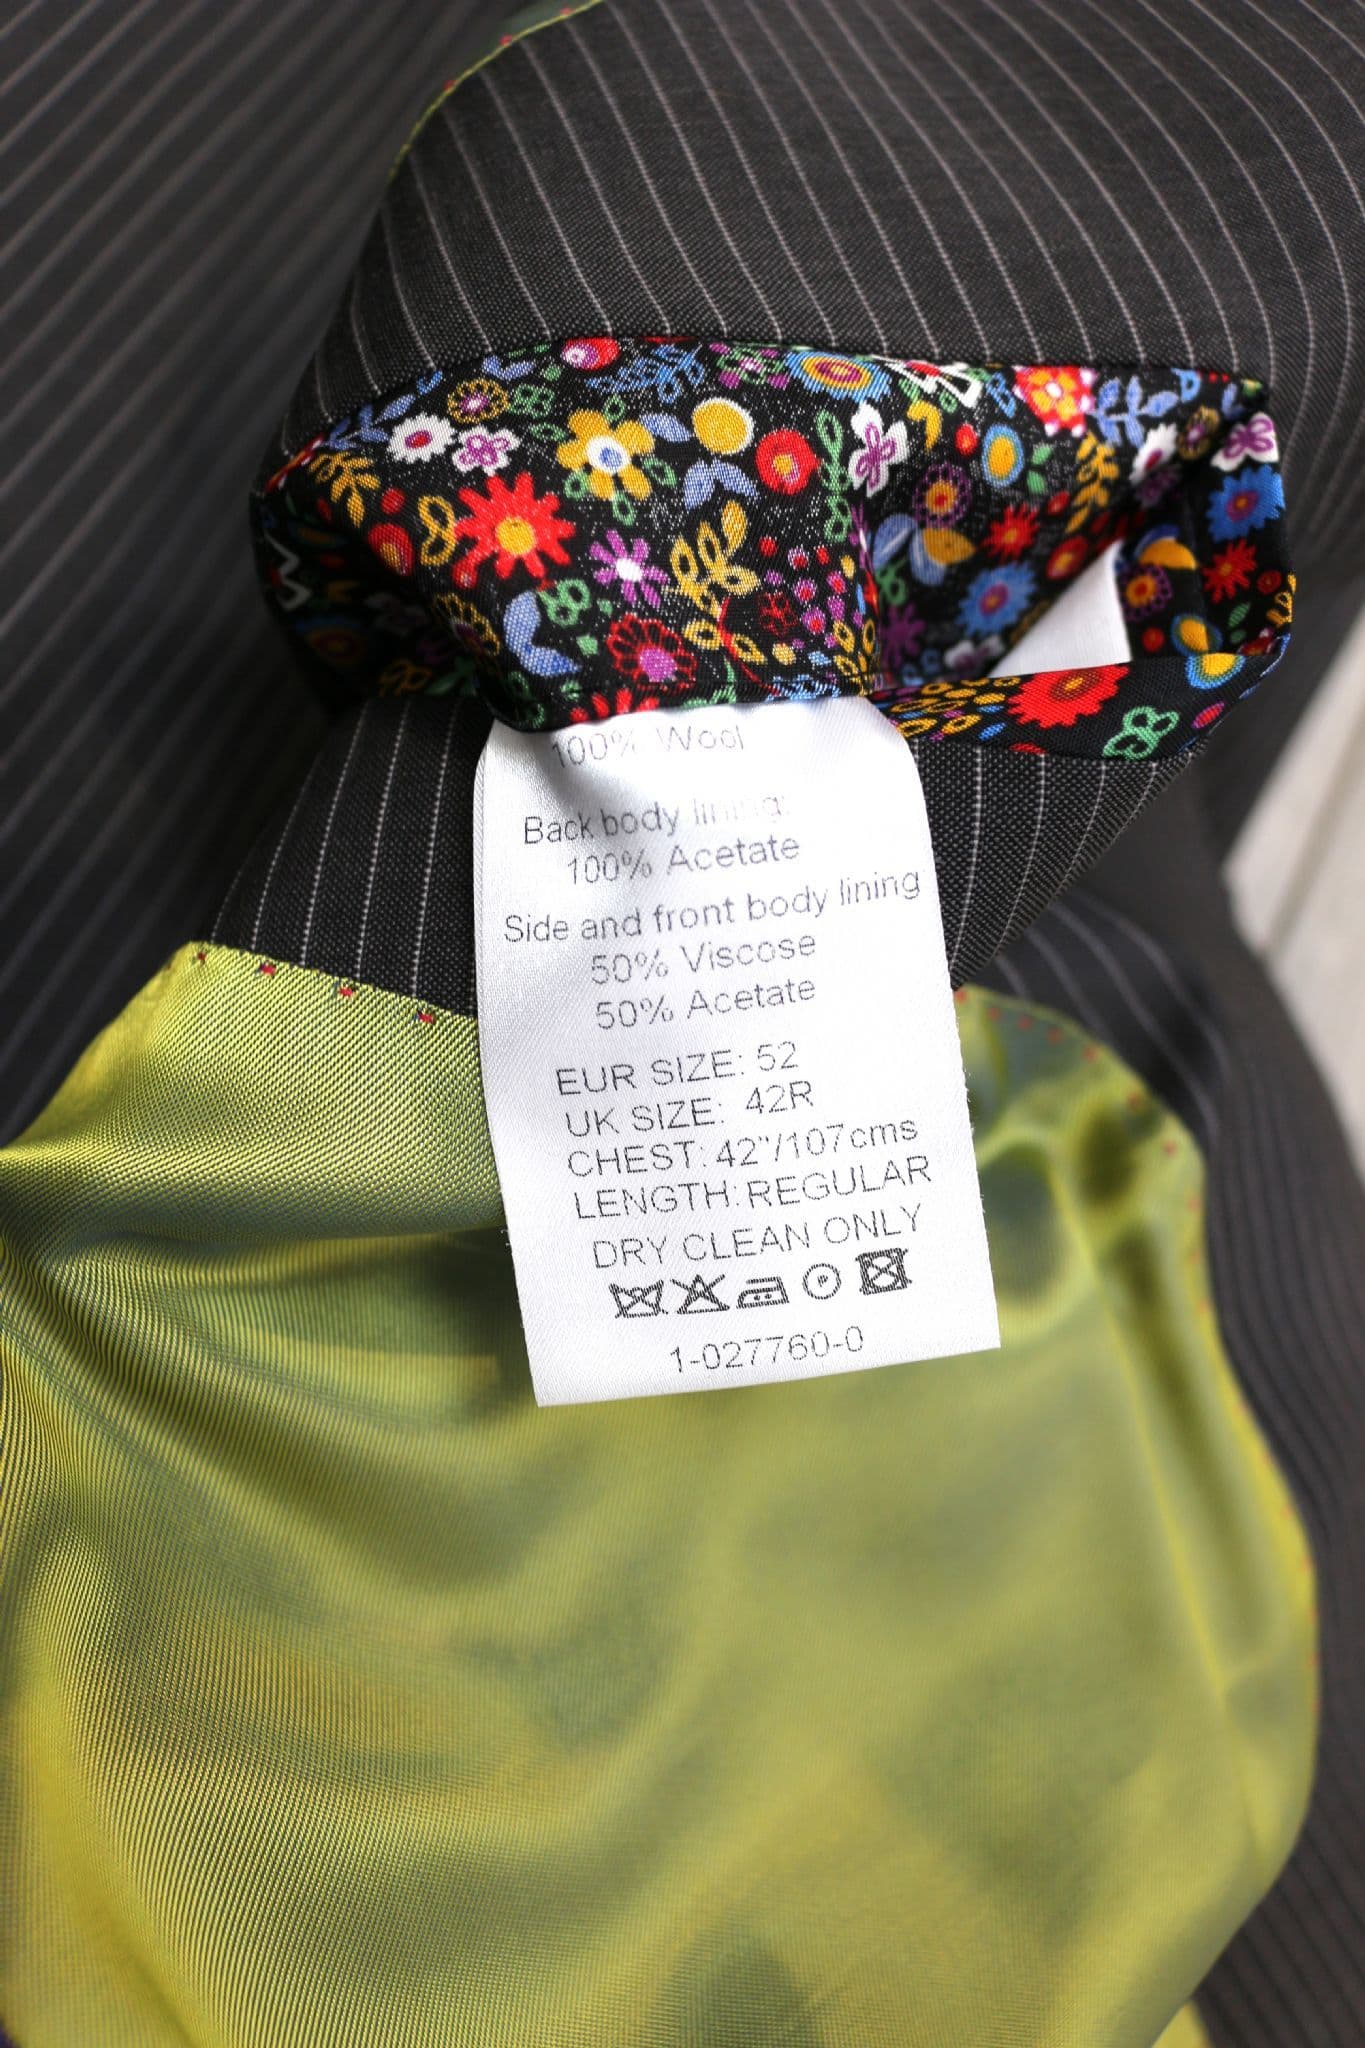 100% Wool
Back body lining:
100% Acetate
Side and front body lining
50% Viscose
50% Acetate
EUR SIZE: 52
UK SIZE: 42R
CHEST: 42"/107cms
LENGTH: REGULAR
DRY CLEAN ONLY
P
1-027760-0